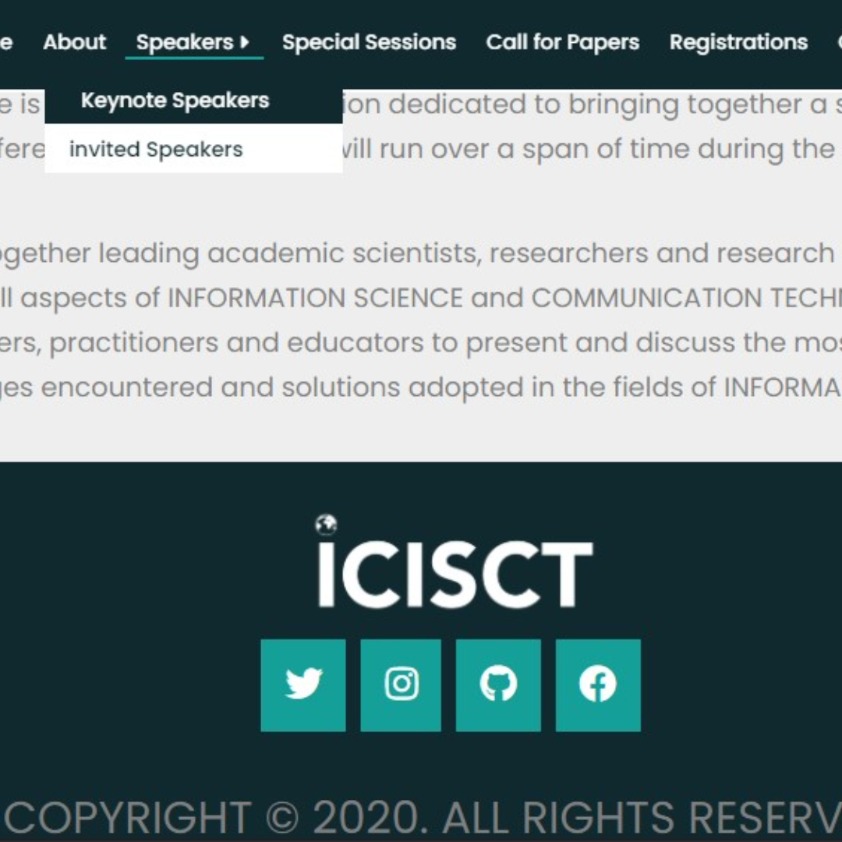 e About Speakers Special Sessions Call for Papers Registrations
Keynote Speakers
e is ion dedicated to bringing together a s
invited Speakers
fere will run over a span of time during the
ogether leading academic scientists, researchers and research
ll aspects of INFORMATION SCIENCE and COMMUNICATION TECH
ers, practitioners and educators to present and discuss the mos
ges encountered and solutions adopted in the fields of INFORMA
iCISCT
COPYRIGHT © 2020. ALL RIGHTS RESERV